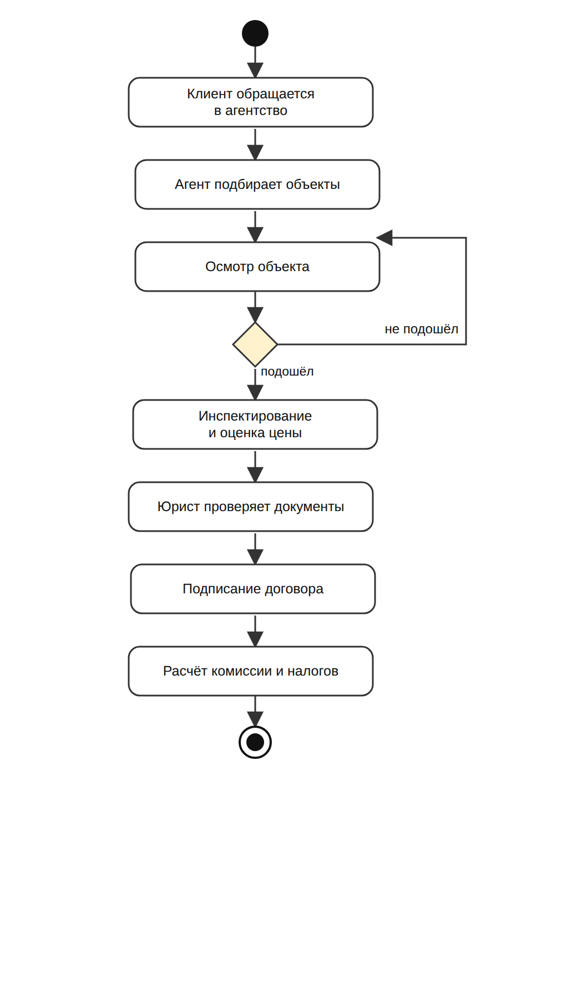 Клиент обращается
в агентство
Агент подбирает объекты
Осмотр объекта
не подошёл
подошёл
Инспектирование
и оценка цены
Юрист проверяет документы
Подписание договора
Расчёт комиссии и налогов